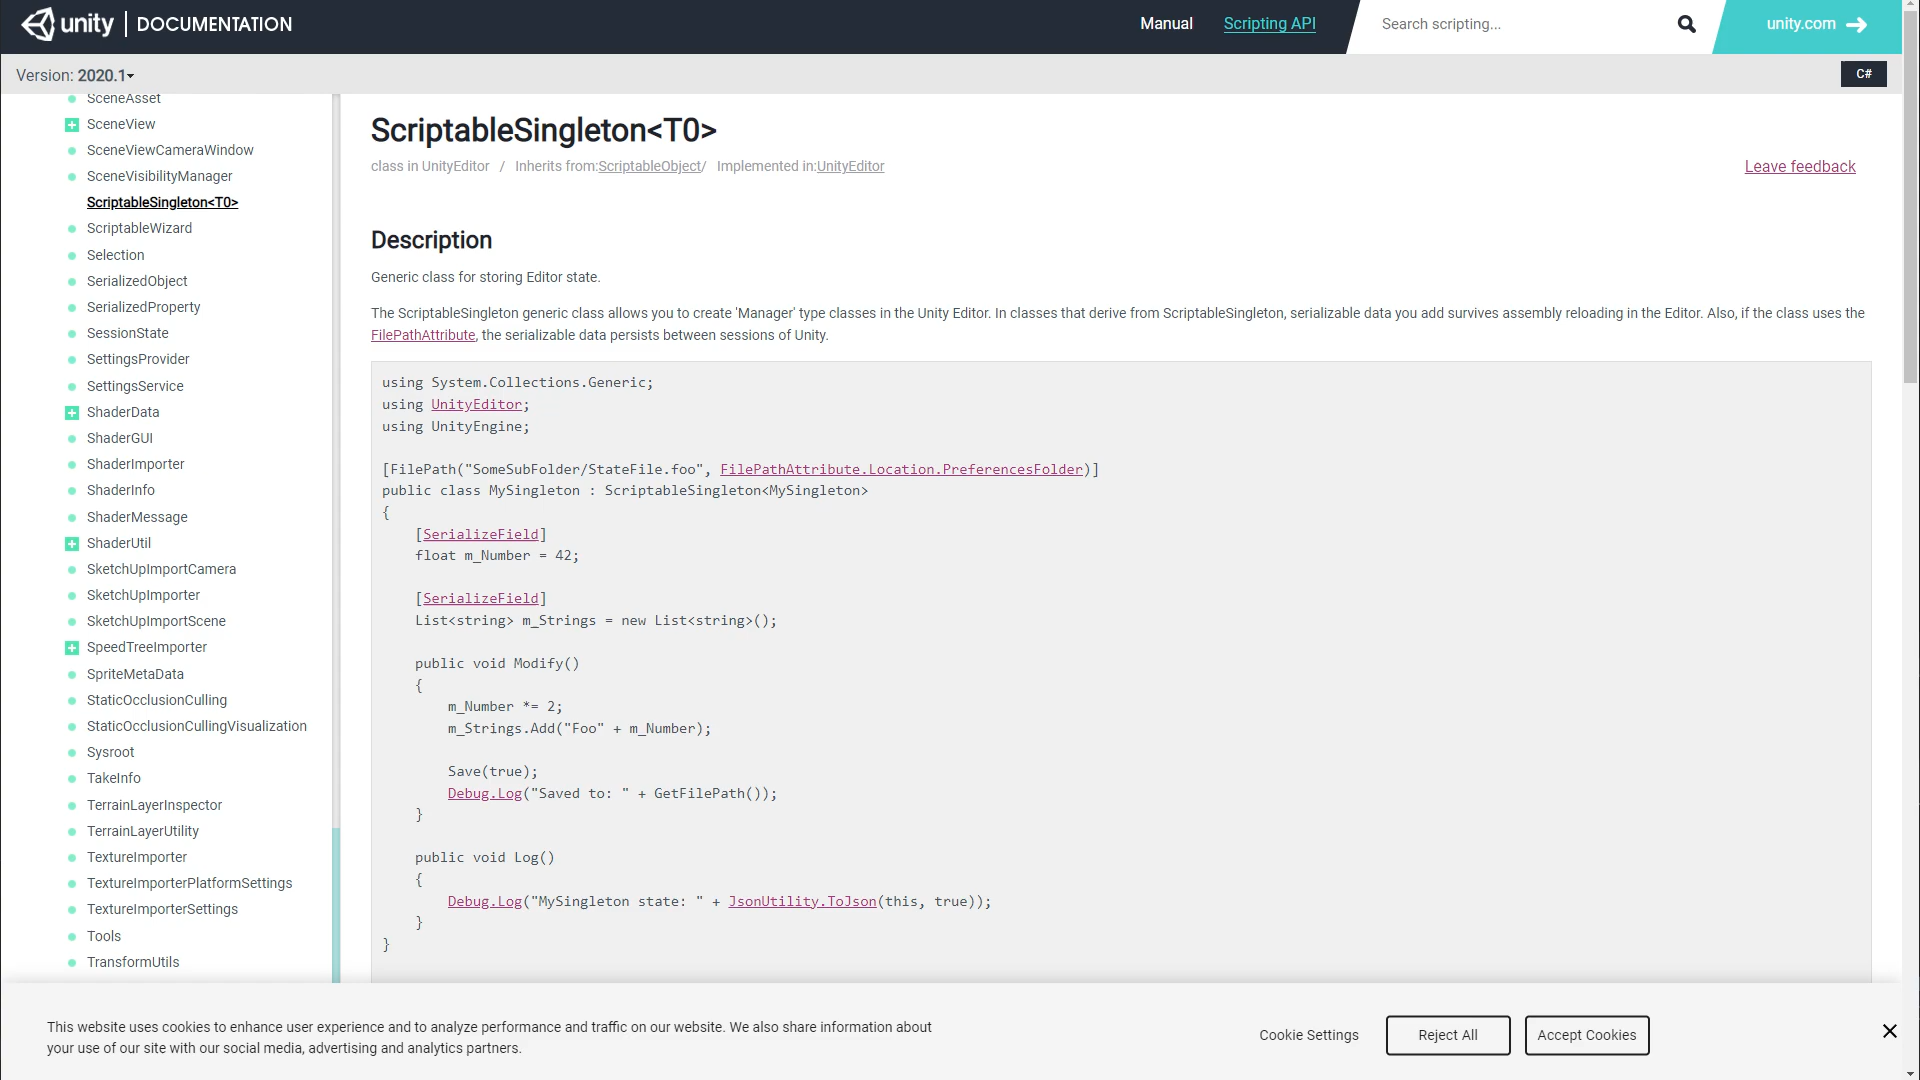 unity | DOCUMENTATION
Manual
Scripting API
Search scripting...
unity.com
Version: 2020.1
C#
SceneAsset
SceneView
SceneViewCameraWindow
SceneVisibilityManager
ScriptableSingleton<T0>
ScriptableWizard
Selection
SerializedObject
SerializedProperty
SessionState
SettingsProvider
SettingsService
ShaderData
ShaderGUI
ShaderImporter
ShaderInfo
ShaderMessage
ShaderUtil
SketchUpImportCamera
SketchUpImporter
SketchUpImportScene
SpeedTreeImporter
SpriteMetaData
StaticOcclusionCulling
StaticOcclusionCullingVisualization
Sysroot
TakeInfo
TerrainLayerInspector
TerrainLayerUtility
TextureImporter
TextureImporterPlatformSettings
TextureImporterSettings
Tools
TransformUtils
ScriptableSingleton<T0>
class in UnityEditor / Inherits from:ScriptableObject/ Implemented in:UnityEditor
Leave feedback
Description
Generic class for storing Editor state.
The ScriptableSingleton generic class allows you to create 'Manager' type classes in the Unity Editor. In classes that derive from ScriptableSingleton, serializable data you add survives assembly reloading in the Editor. Also, if the class uses the
FilePathAttribute, the serializable data persists between sessions of Unity.
using System.Collections.Generic;
using UnityEditor;
using UnityEngine;
[FilePath("SomeSubFolder/StateFile.foo", FilePathAttribute.Location.PreferencesFolder)]
public class MySingleton : ScriptableSingleton<MySingleton>
{
[SerializeField]
float m_Number = 42;
[SerializeField]
List<string> m_Strings = new List<string>();
public void Modify()
{
m_Number *= 2;
m_Strings.Add("Foo" + m_Number);
Save(true);
Debug.Log("Saved to: " + GetFilePath());
}
public void Log()
{
Debug.Log("MySingleton state: " + JsonUtility.ToJson(this, true));
}
}
This website uses cookies to enhance user experience and to analyze performance and traffic on our website. We also share information about
your use of our site with our social media, advertising and analytics partners.
Cookie Settings
Reject All
Accept Cookies